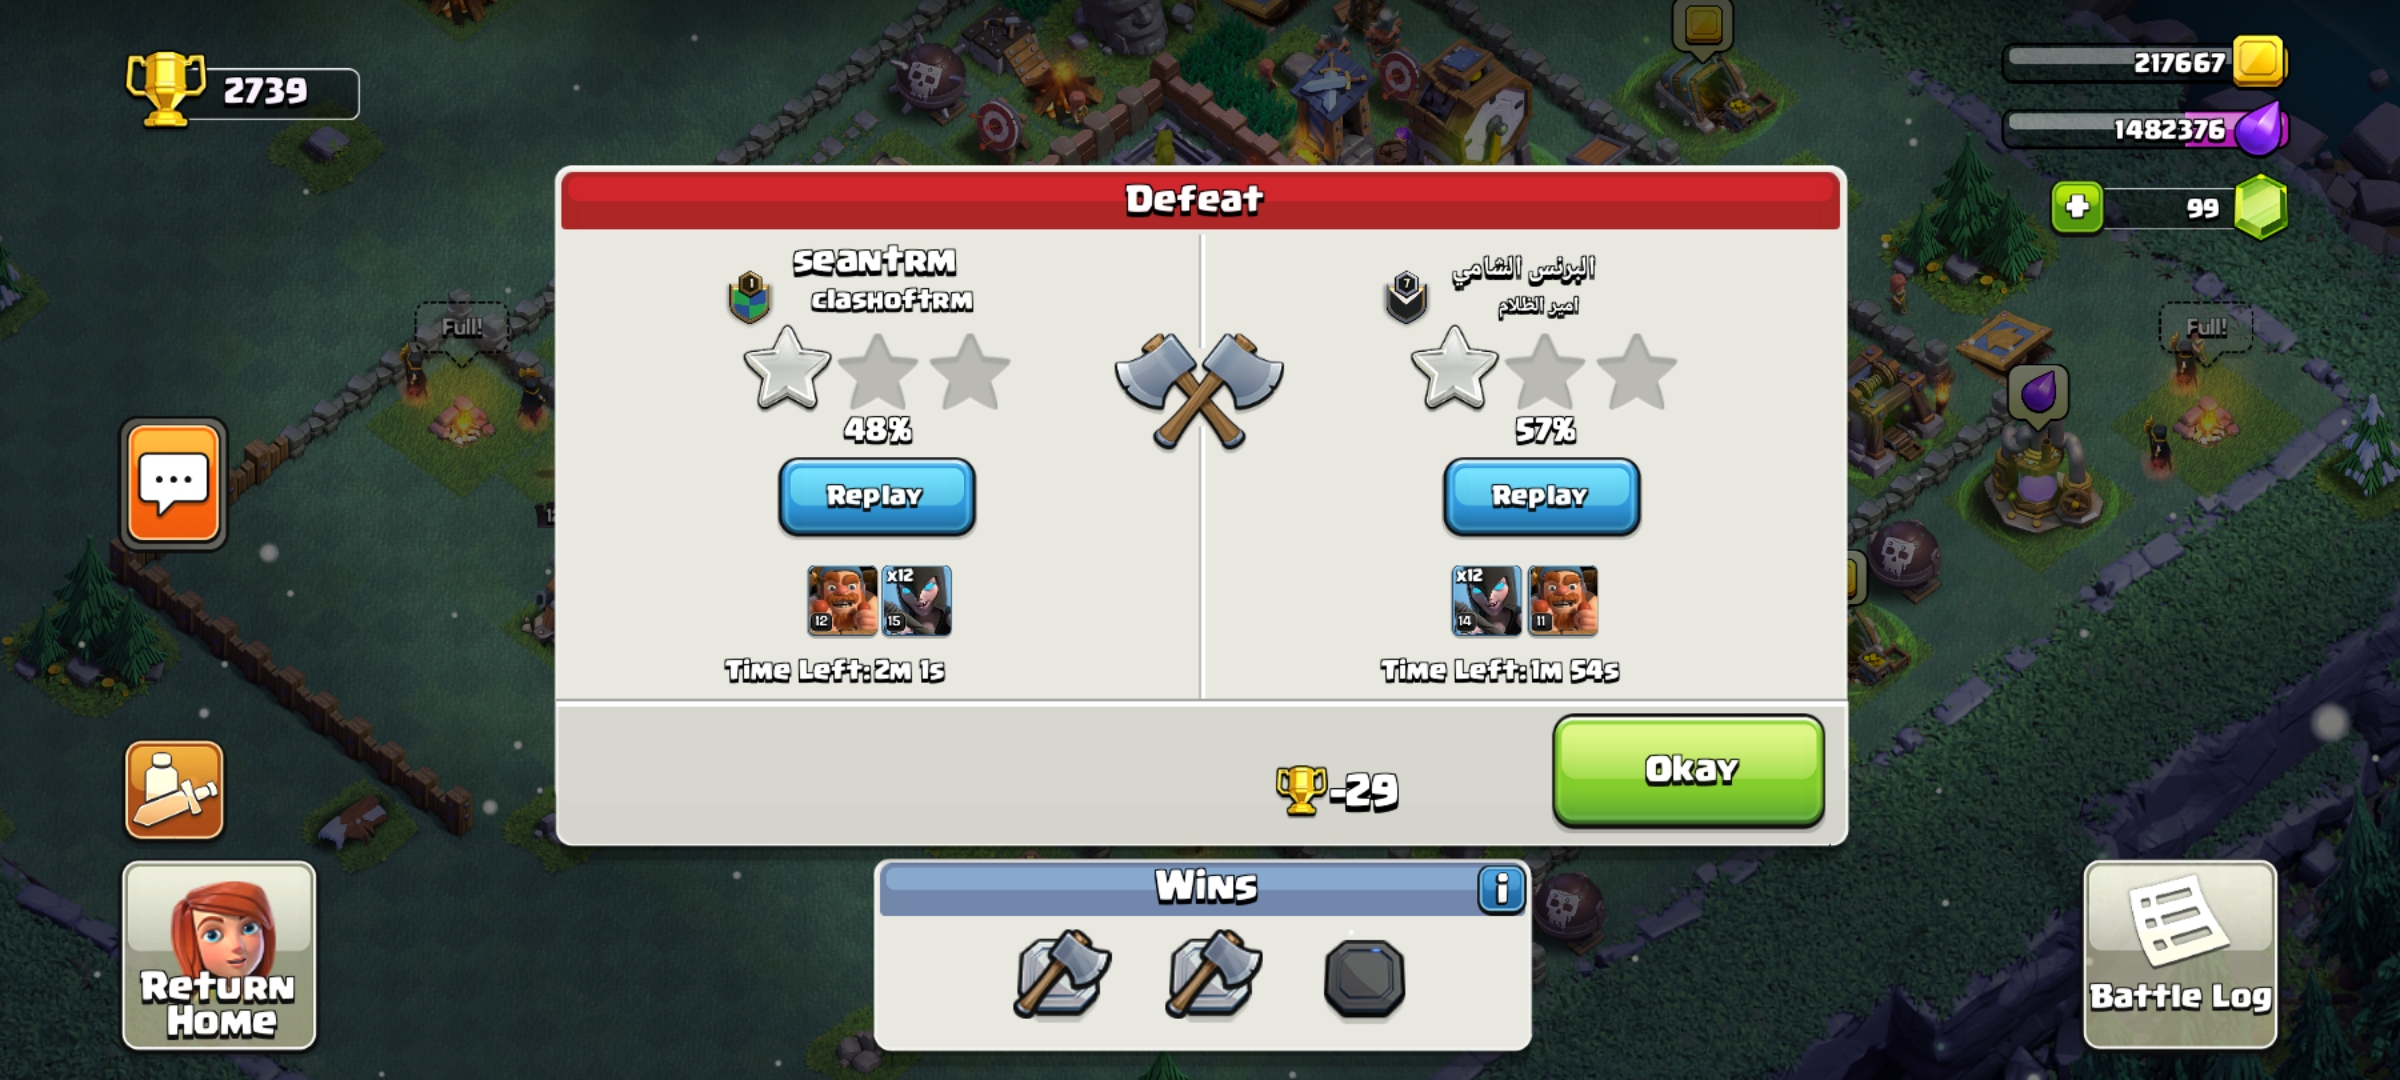 2739
217667
1482376
99
Defeat
seantrm
clashoftrm
البرنس الشامي
امير الظلام
1
7
48%
57%
Replay
Replay
x12
12
15
x12
14
11
Time Left:2m 1s
Time Left:1m 54s
-29
Okay
Full!
Full!
Wins
i
Return
Home
Battle Log